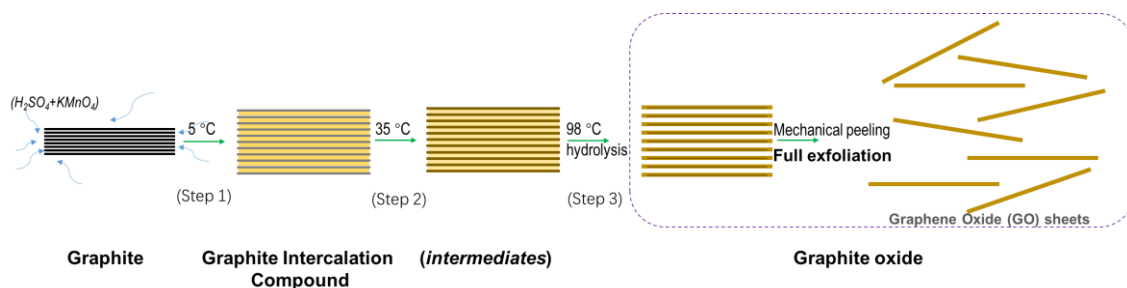 (H2SO4+KMnO4)
5 °C
(Step 1)
35 °C
(Step 2)
98 °C
hydrolysis
(Step 3)
Mechanical peeling
Full exfoliation
Graphene Oxide (GO) sheets
Graphite
Graphite Intercalation
Compound
(intermediates)
Graphite oxide